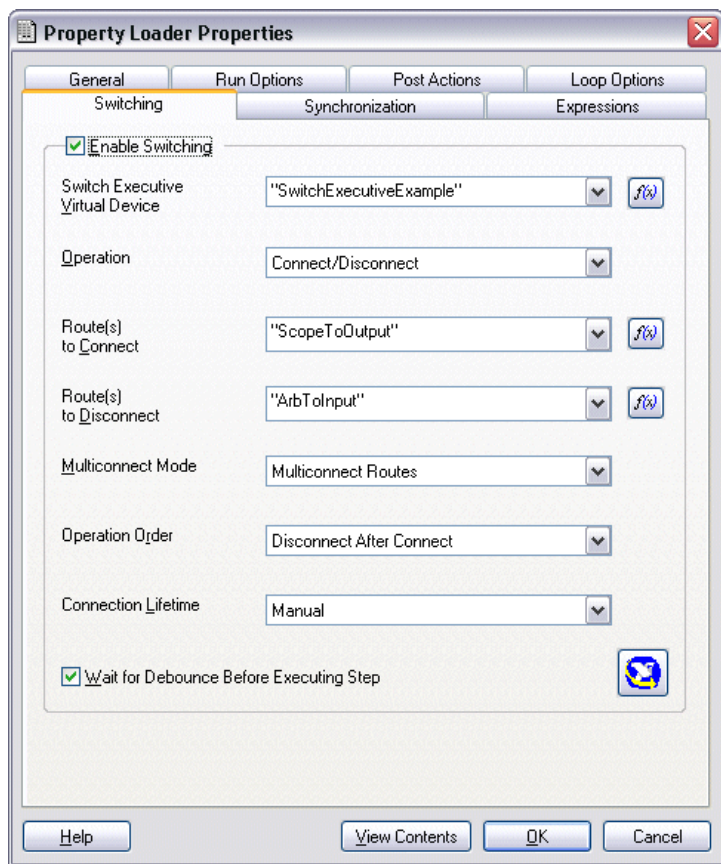 Property Loader Properties
General Run Options Post Actions Loop Options
Switching Synchronization Expressions
Enable Switching
Switch Executive
Virtual Device
"SwitchExecutiveExample"
f(x)
Operation
Connect/Disconnect
Route(s)
to Connect
"ScopeToOutput"
f(x)
Route(s)
to Disconnect
"ArbToInput"
f(x)
Multiconnect Mode
Multiconnect Routes
Operation Order
Disconnect After Connect
Connection Lifetime
Manual
Wait for Debounce Before Executing Step
Help View Contents OK Cancel